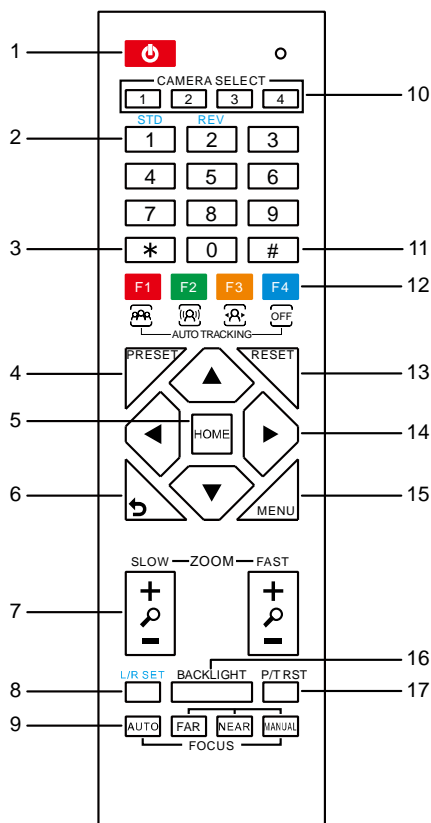 1
CAMERA SELECT
1 2 3 4
10
STD REV
2
1 2 3
4 5 6
7 8 9
3
* 0 #
11
F1 F2 F3 F4
12
OFF
AUTO TRACKING
PRESET RESET
4
13
5
HOME
14
6
MENU
15
SLOW ZOOM FAST
+ +
7
- -
16
L/R SET BACKLIGHT P/T RST
8
17
9
AUTO FAR NEAR MANUAL
FOCUS